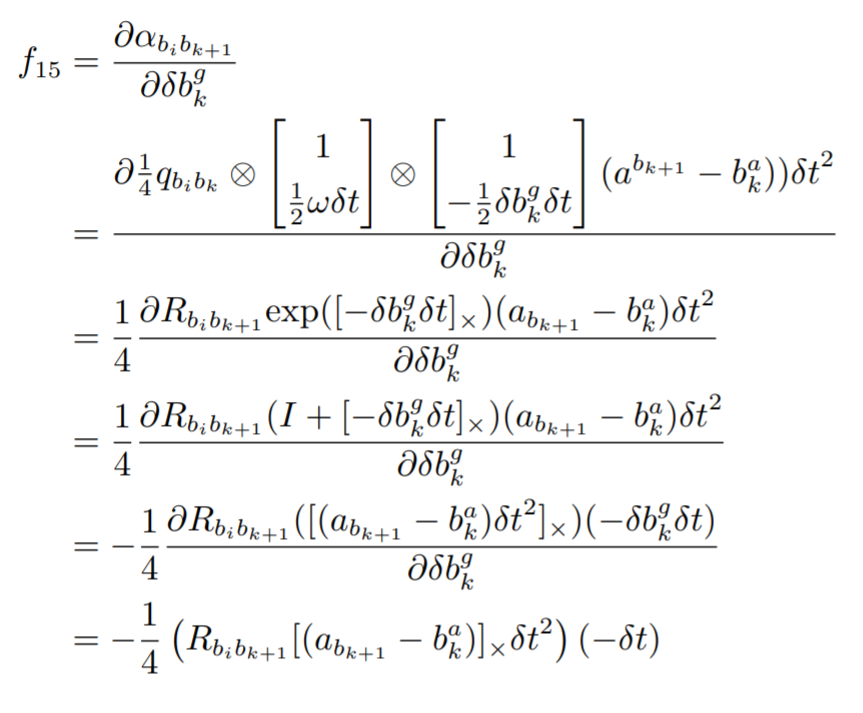 f_{15} = \frac{\partial \alpha_{b_i b_{k+1}}}{\partial \delta b_k^g}
= \frac{\partial \frac{1}{4} q_{b_i b_k} \otimes \begin{bmatrix} 1 \\ \frac{1}{2} \omega \delta t \end{bmatrix} \otimes \begin{bmatrix} 1 \\ -\frac{1}{2} \delta b_k^g \delta t \end{bmatrix} (a^{b_{k+1}} - b_k^a)) \delta t^2}{\partial \delta b_k^g}
= \frac{1}{4} \frac{\partial R_{b_i b_{k+1}} \exp([-\delta b_k^g \delta t]_\times)(a_{b_{k+1}} - b_k^a) \delta t^2}{\partial \delta b_k^g}
= \frac{1}{4} \frac{\partial R_{b_i b_{k+1}} (I + [-\delta b_k^g \delta t]_\times)(a_{b_{k+1}} - b_k^a) \delta t^2}{\partial \delta b_k^g}
= -\frac{1}{4} \frac{\partial R_{b_i b_{k+1}} ([(a_{b_{k+1}} - b_k^a) \delta t^2]_\times)(-\delta b_k^g \delta t)}{\partial \delta b_k^g}
= -\frac{1}{4} \left( R_{b_i b_{k+1}} [(a_{b_{k+1}} - b_k^a)]_\times \delta t^2 \right) (-\delta t)